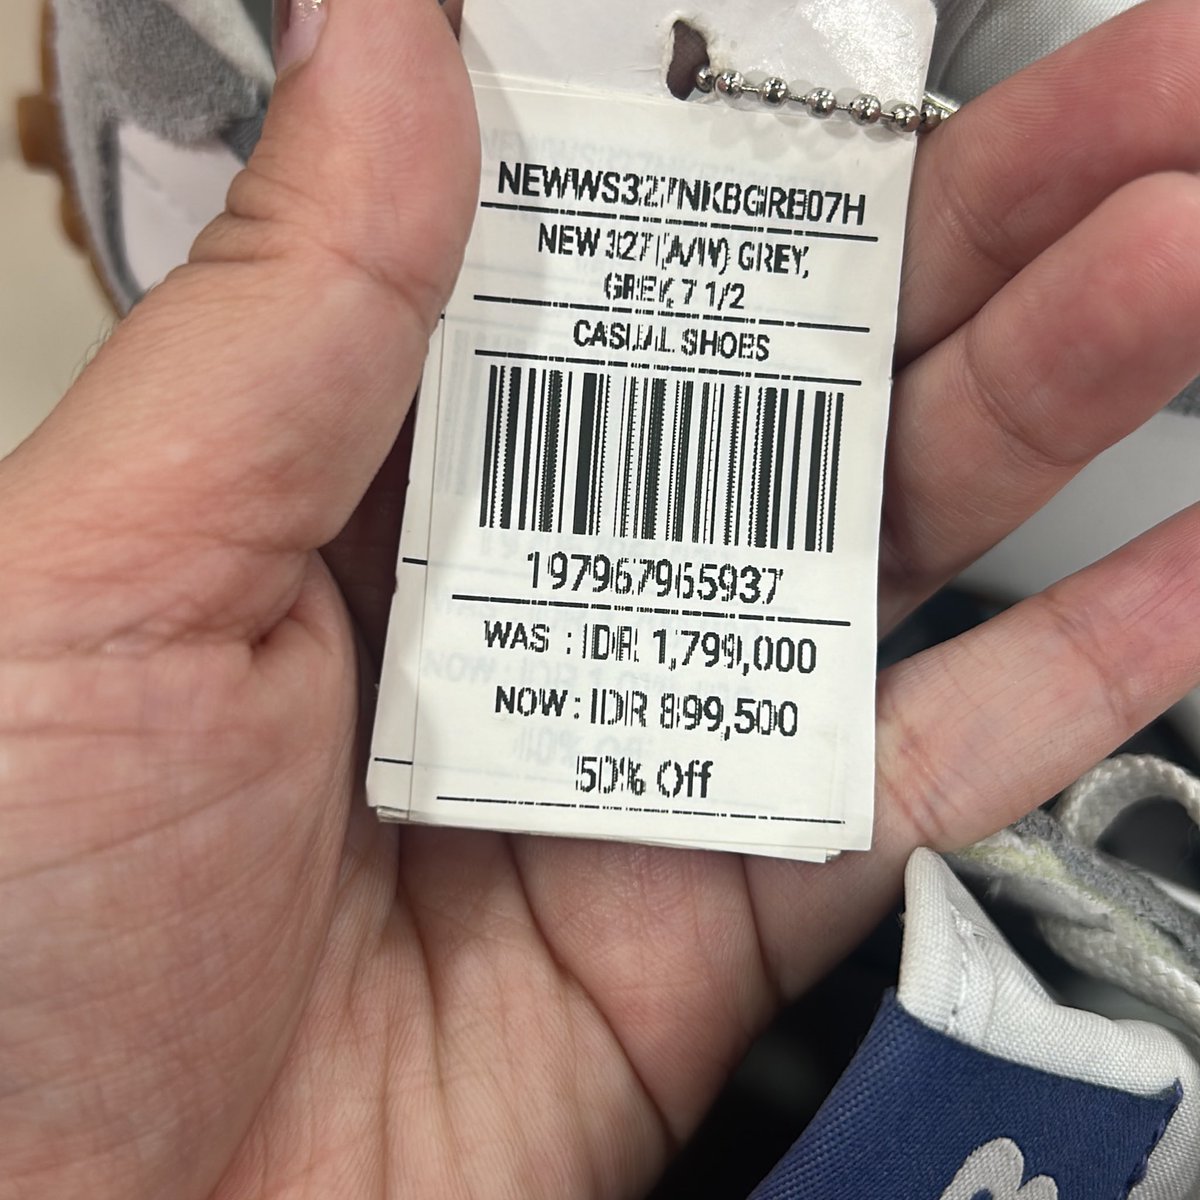 NEWWS327NKBGRE07H
NEW 327 (A/W) GREY,
GREY, 7 1/2
CASUAL SHOES
197967965937
WAS : IDR 1,799,000
NOW : IDR 899,500
50% Off